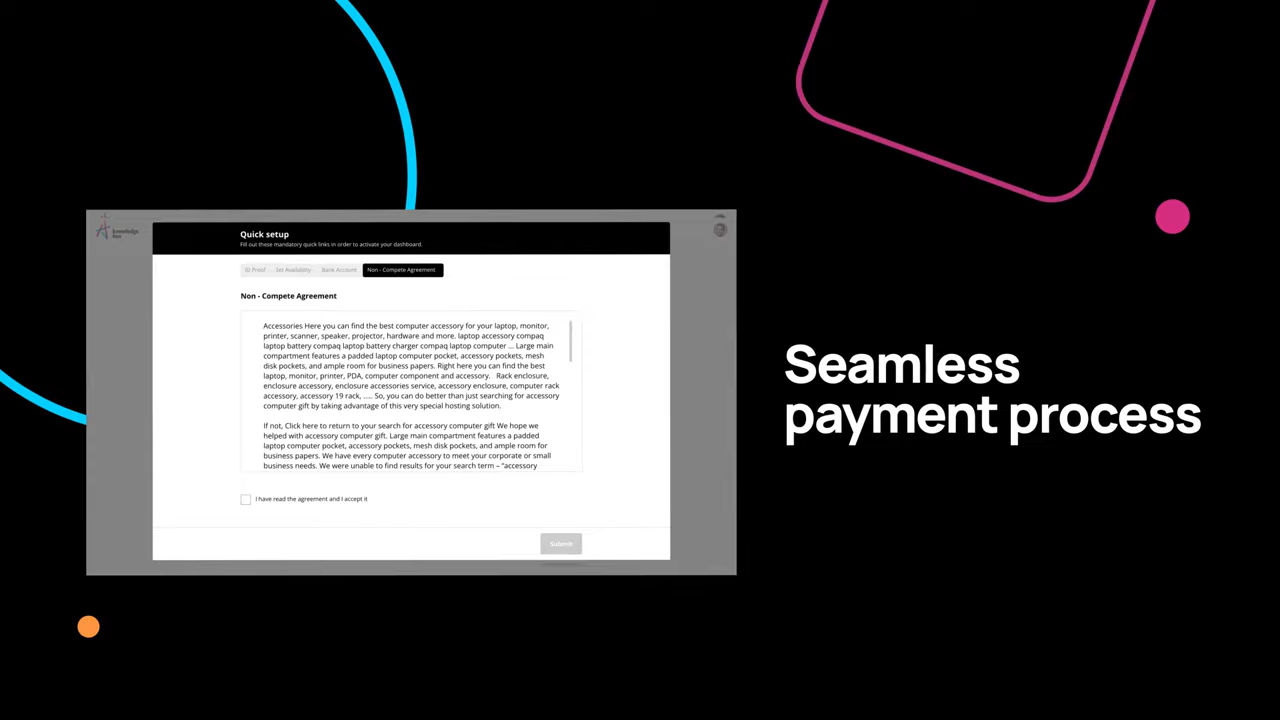 Quick setup
Fill out these mandatory quick links in order to activate your dashboard.
ID Proof
Set Availability
Bank Account
Non - Compete Agreement
Non - Compete Agreement
Accessories Here you can find the best computer accessory for your laptop, monitor,
printer, scanner, speaker, projector, hardware and more. laptop accessory compaq
laptop battery compaq laptop battery charger compaq laptop computer ... Large main
compartment features a padded laptop computer pocket, accessory pockets, mesh
disk pockets, and ample room for business papers. Right here you can find the best
laptop, monitor, printer, PDA, computer component and accessory. Rack enclosure,
enclosure accessory, enclosure accessories service, accessory enclosure, computer rack
accessory, accessory 19 rack, ..... So, you can do better than just searching for accessory
computer gift by taking advantage of this very special hosting solution.
If not, Click here to return to your search for accessory computer gift We hope we
helped with accessory computer gift. Large main compartment features a padded
laptop computer pocket, accessory pockets, mesh disk pockets, and ample room for
business papers. We have every computer accessory to meet your corporate or small
business needs. We were unable to find results for your search term – "accessory
I have read the agreement and I accept it
Submit
Seamless
payment process